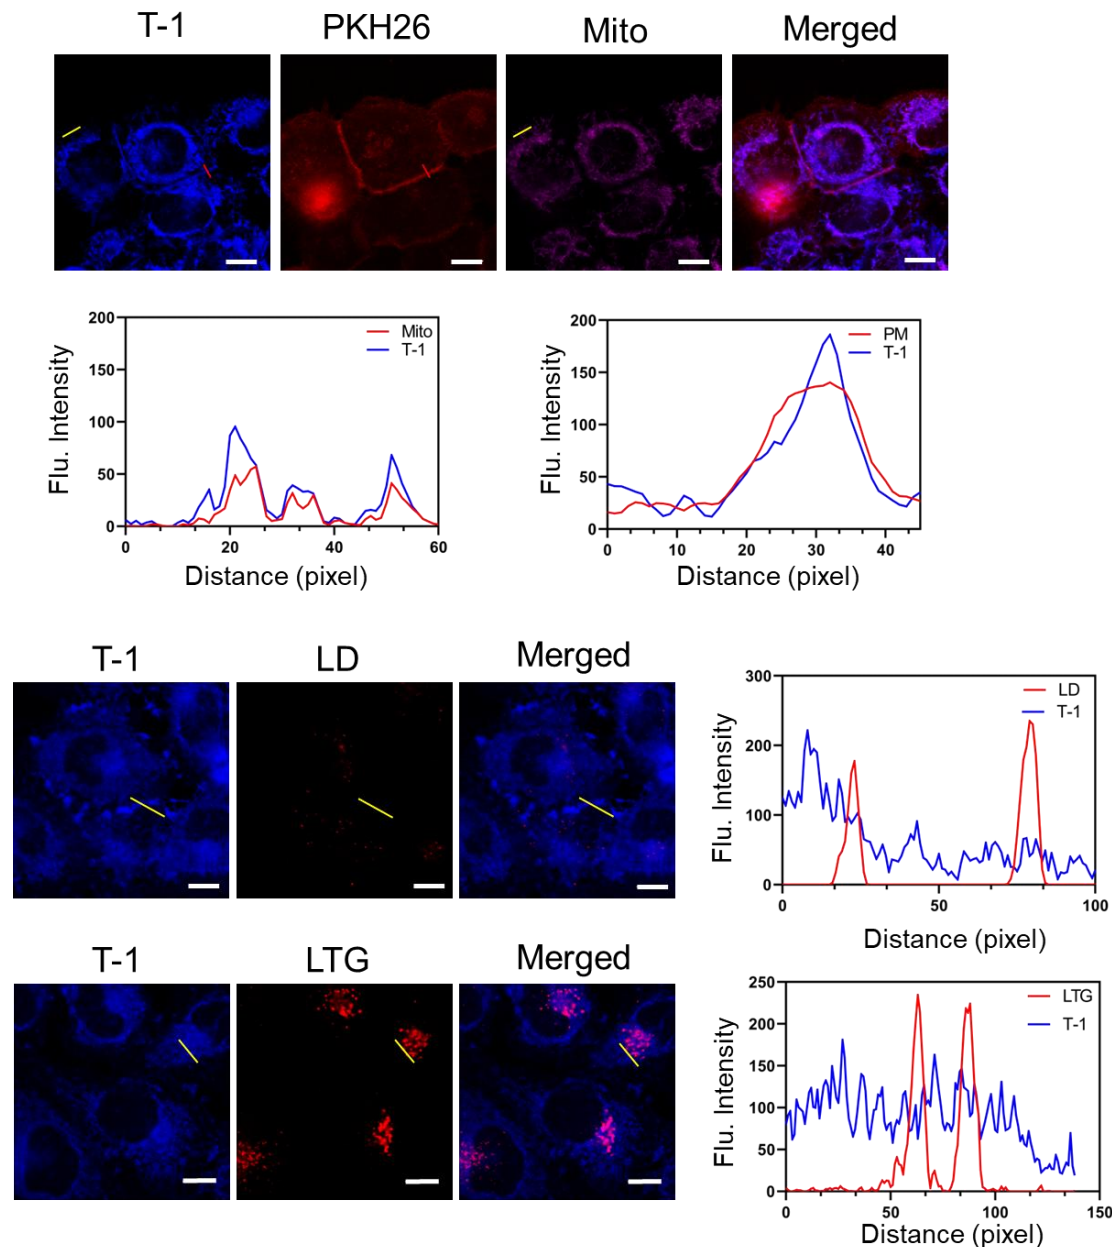 T-1 PKH26 Mito Merged
200
150
100
50
0
0 20 40 60
Flu. Intensity
Distance (pixel)
Mito
T-1
200
150
100
50
0
0 10 20 30 40
Flu. Intensity
Distance (pixel)
PM
T-1
T-1 LD Merged
300
200
100
0
0 50 100
Flu. Intensity
Distance (pixel)
LD
T-1
T-1 LTG Merged
250
200
150
100
50
0
0 50 100 150
Flu. Intensity
Distance (pixel)
LTG
T-1